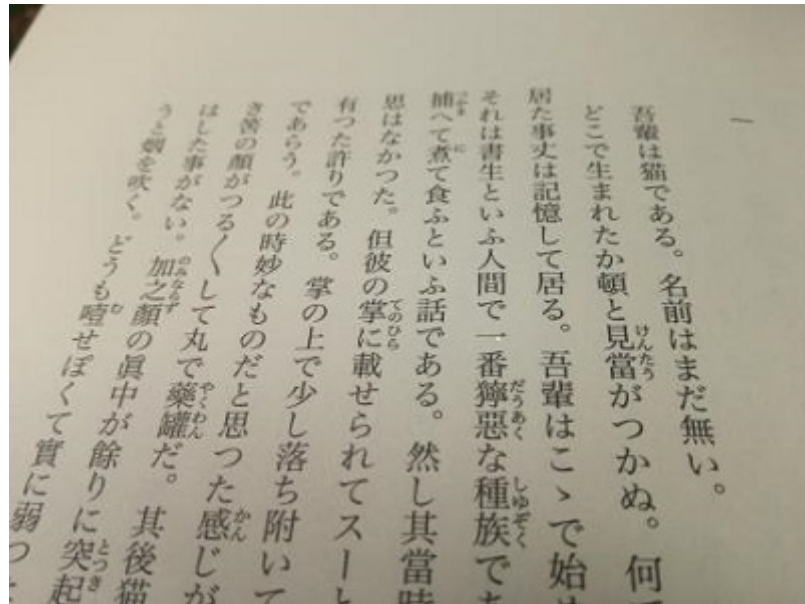 一
吾輩は猫である。名前はまだ無い。
どこで生まれたか頓と見當がつかぬ。何
居た事丈は記憶して居る。吾輩はこゝで始め
それは書生といふ人間で一番獰惡な種族であ
捕へて煮て食ふといふ話である。然し其當時
思はなかつた。但彼の掌に載せられてスーと
有つた許りである。掌の上で少し落ち附いて
であらう。此の時妙なものだと思つた感じが
き筈の顏がつる〱して丸で藥罐だ。其後猫
はした事がない。加之顏の眞中が餘りに突起
うと烟を吹く。どうも咽せぽくて實に弱つ